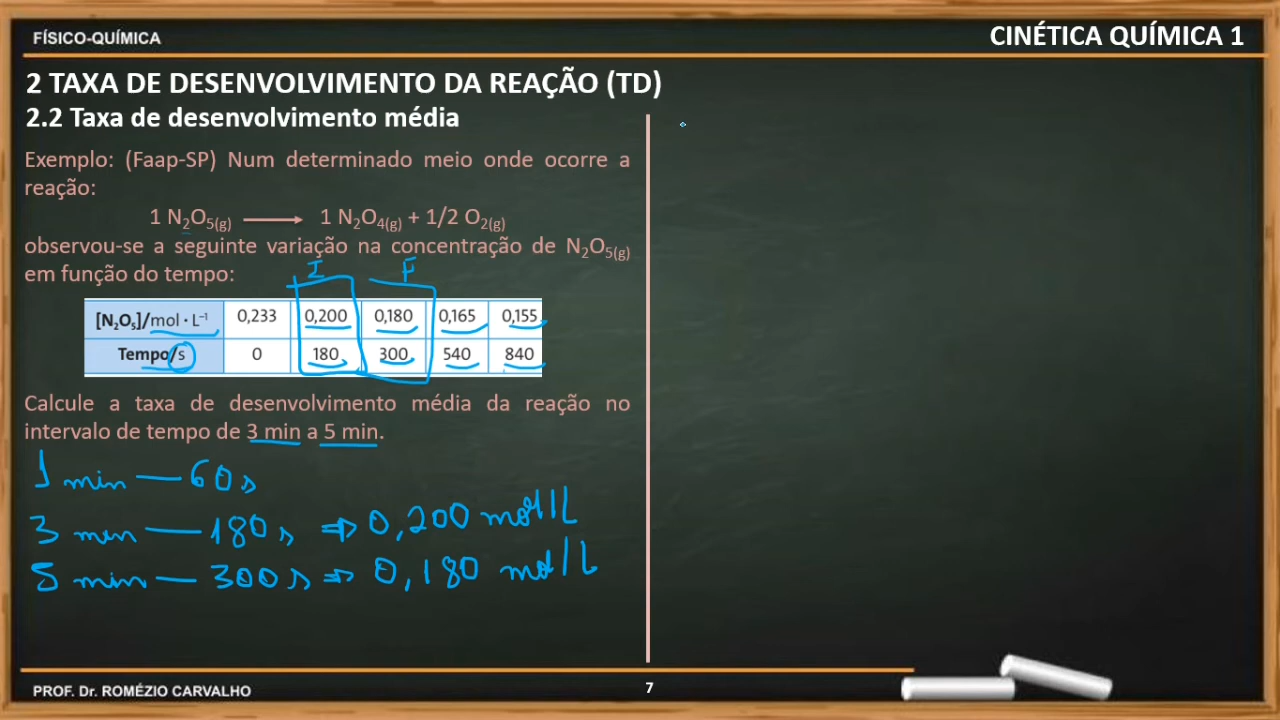 FÍSICO-QUÍMICA
CINÉTICA QUÍMICA 1
2 TAXA DE DESENVOLVIMENTO DA REAÇÃO (TD)
2.2 Taxa de desenvolvimento média
Exemplo: (Faap-SP) Num determinado meio onde ocorre a
reação:
1 N₂O₅(g) ⟶ 1 N₂O₄(g) + 1/2 O₂(g)
observou-se a seguinte variação na concentração de N₂O₅(g)
em função do tempo:
I F
[N₂O₅]/mol · L⁻¹ 0,233 0,200 0,180 0,165 0,155
Tempo/s 0 180 300 540 840
Calcule a taxa de desenvolvimento média da reação no
intervalo de tempo de 3 min a 5 min.
1 min — 60 s
3 min — 180 s ⇒ 0,200 mol/L
5 min — 300 s ⇒ 0,180 mol/L
PROF. Dr. ROMÉZIO CARVALHO
7